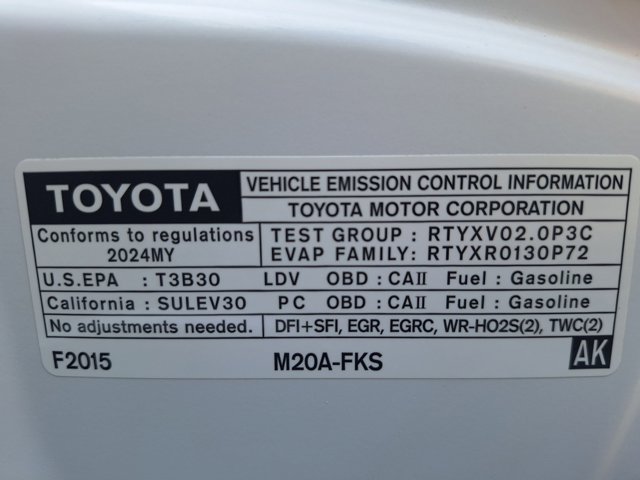 TOYOTA VEHICLE EMISSION CONTROL INFORMATION
TOYOTA MOTOR CORPORATION
Conforms to regulations
2024MY
TEST GROUP : RTYXV02.0P3C
EVAP FAMILY: RTYXR0130P72
U.S.EPA : T3B30 LDV OBD : CAII Fuel : Gasoline
California : SULEV30 PC OBD : CAII Fuel : Gasoline
No adjustments needed. DFI+SFI, EGR, EGRC, WR-HO2S(2), TWC(2)
F2015 M20A-FKS AK